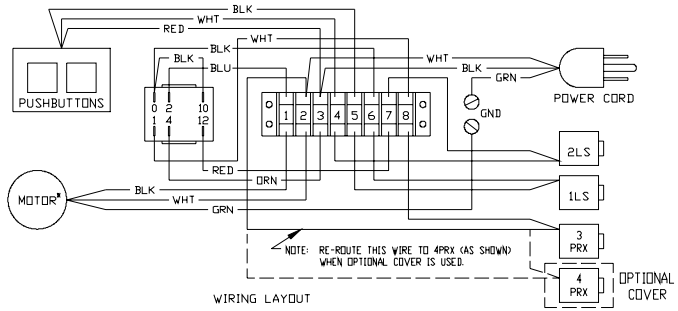 BLK
WHT
RED
WHT
BLK
BLK
BLU
WHT
BLK
GRN
PUSHBUTTONS
POWER CORD
0 2 10
1 4 12
1 2 3 4 5 6 7 8
GND
2LS
RED
ORN
1LS
MOTOR*
BLK
WHT
GRN
3
PRX
NOTE: RE-ROUTE THIS WIRE TO 4PRX (AS SHOWN)
WHEN OPTIONAL COVER IS USED.
4
PRX
OPTIONAL
COVER
WIRING LAYOUT